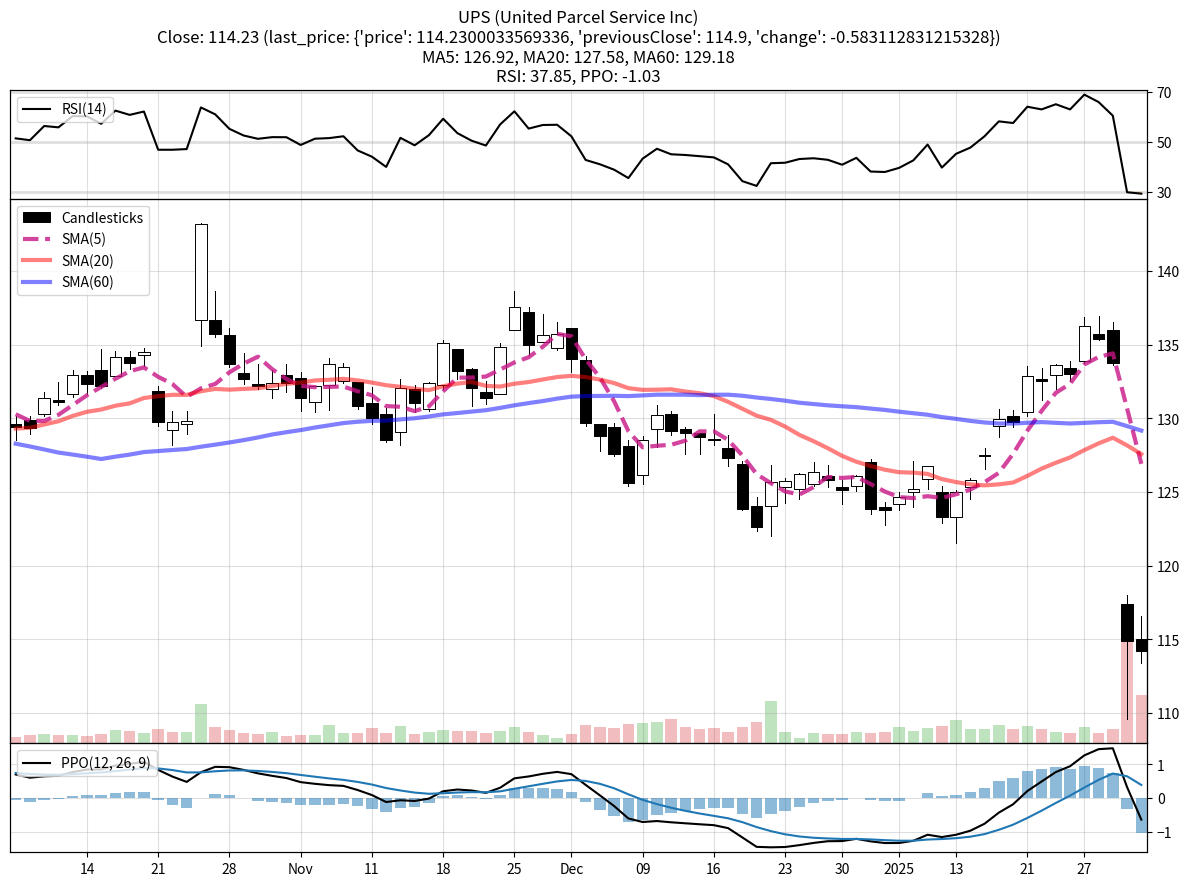 UPS (United Parcel Service Inc)
Close: 114.23 (last_price: {'price': 114.2300033569336, 'previousClose': 114.9, 'change': -0.583112831215328})
MA5: 126.92, MA20: 127.58, MA60: 129.18
RSI: 37.85, PPO: -1.03
RSI(14)
70
50
30
Candlesticks
SMA(5)
SMA(20)
SMA(60)
140
135
130
125
120
115
110
PPO(12, 26, 9)
1
0
−1
14 21 28 Nov 11 18 25 Dec 09 16 23 30 2025 13 21 27